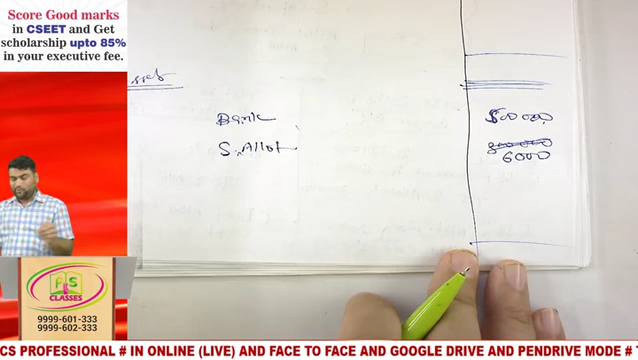 Score Good marks
in CSEET and Get
scholarship upto 85%
in your executive fee.
Bank 500000
S. Allot
6000
CLASSES
9999-601-333
9999-602-333
CS PROFESSIONAL # IN ONLINE (LIVE) AND FACE TO FACE AND GOOGLE DRIVE AND PENDRIVE MODE #